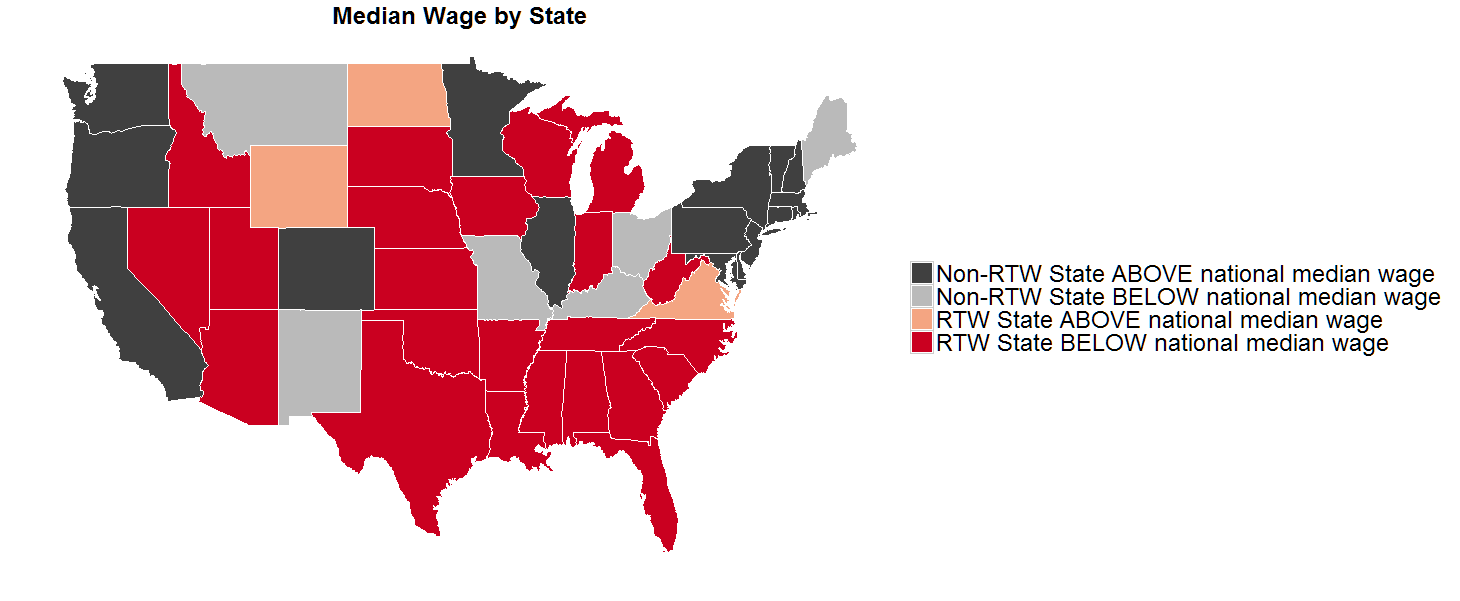 Median Wage by State
Non-RTW State ABOVE national median wage
Non-RTW State BELOW national median wage
RTW State ABOVE national median wage
RTW State BELOW national median wage